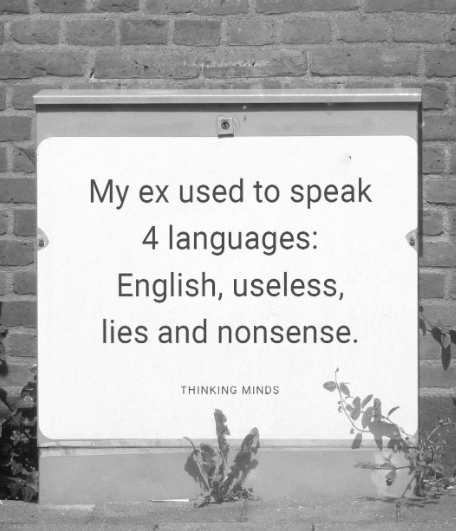 My ex used to speak
4 languages:
English, useless,
lies and nonsense.
THINKING MINDS